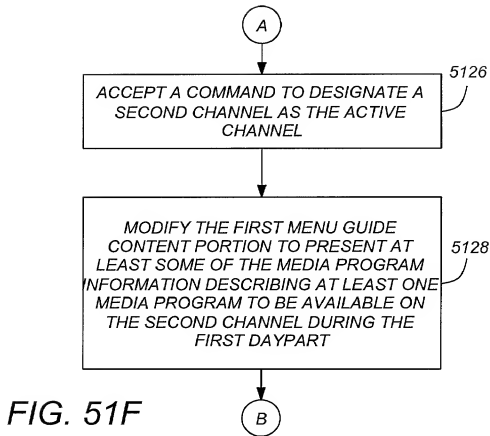 A
ACCEPT A COMMAND TO DESIGNATE A
SECOND CHANNEL AS THE ACTIVE
CHANNEL
5126
MODIFY THE FIRST MENU GUIDE
CONTENT PORTION TO PRESENT AT
LEAST SOME OF THE MEDIA PROGRAM
INFORMATION DESCRIBING AT LEAST ONE
MEDIA PROGRAM TO BE AVAILABLE ON
THE SECOND CHANNEL DURING THE
FIRST DAYPART
5128
B
FIG. 51F